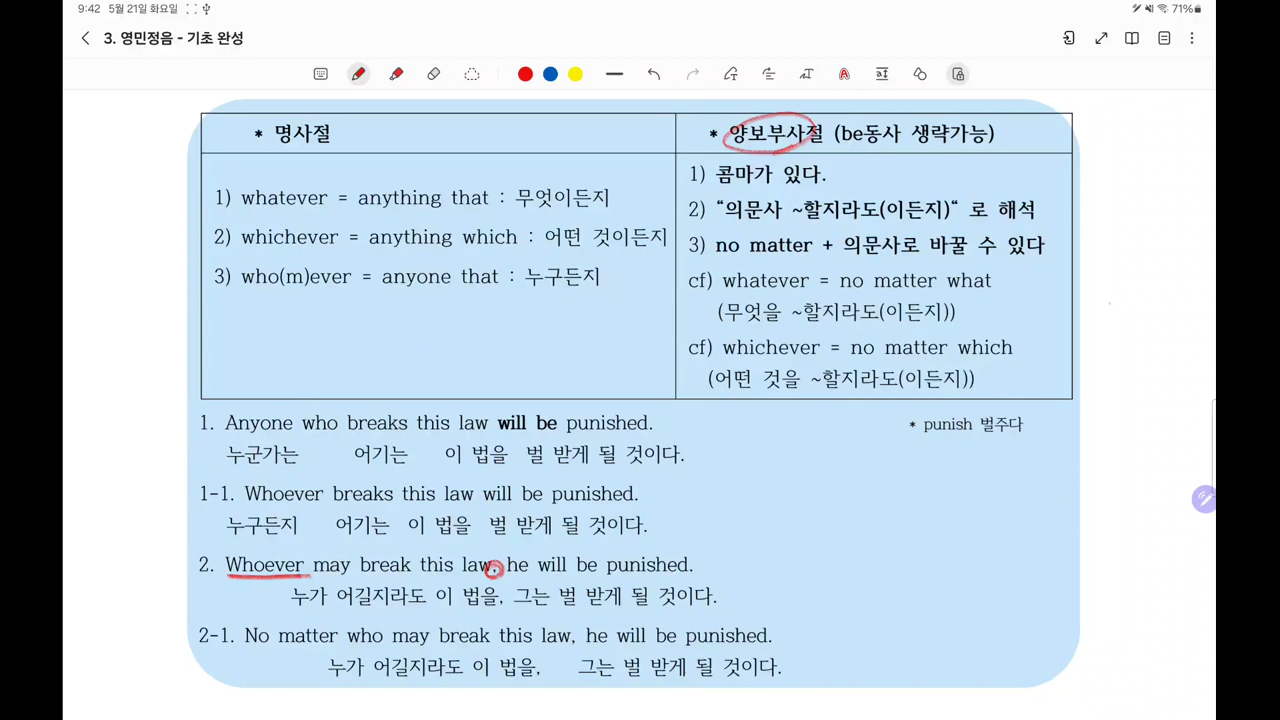 9:42 5월 21일 화요일 71%
3. 영민정음 - 기초 완성
* 명사절
* 양보부사절 (be동사 생략가능)
1) whatever = anything that : 무엇이든지
2) whichever = anything which : 어떤 것이든지
3) who(m)ever = anyone that : 누구든지
1) 콤마가 있다.
2) “의문사 ~할지라도(이든지)“ 로 해석
3) no matter + 의문사로 바꿀 수 있다
cf) whatever = no matter what
(무엇을 ~할지라도(이든지))
cf) whichever = no matter which
(어떤 것을 ~할지라도(이든지))
1. Anyone who breaks this law will be punished. * punish 벌주다
누군가는 어기는 이 법을 벌 받게 될 것이다.
1-1. Whoever breaks this law will be punished.
누구든지 어기는 이 법을 벌 받게 될 것이다.
2. Whoever may break this law, he will be punished.
누가 어길지라도 이 법을, 그는 벌 받게 될 것이다.
2-1. No matter who may break this law, he will be punished.
누가 어길지라도 이 법을, 그는 벌 받게 될 것이다.